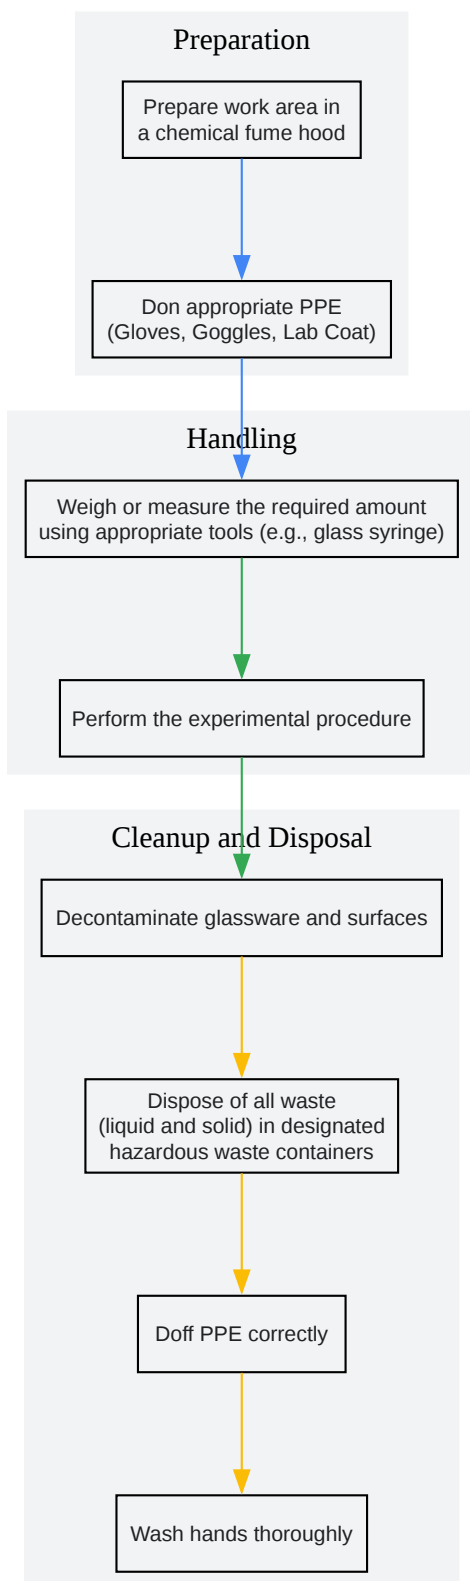 Preparation
Prepare work area in
a chemical fume hood
Don appropriate PPE
(Gloves, Goggles, Lab Coat)
Handling
Weigh or measure the required amount
using appropriate tools (e.g., glass syringe)
Perform the experimental procedure
Cleanup and Disposal
Decontaminate glassware and surfaces
Dispose of all waste
(liquid and solid) in designated
hazardous waste containers
Doff PPE correctly
Wash hands thoroughly